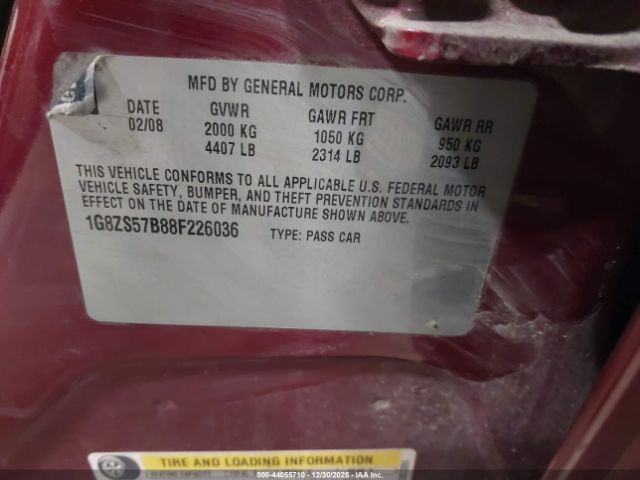 MFD BY GENERAL MOTORS CORP.
DATE GVWR GAWR FRT GAWR RR
02/08 2000 KG 1050 KG 950 KG
4407 LB 2314 LB 2093 LB
THIS VEHICLE CONFORMS TO ALL APPLICABLE U.S. FEDERAL MOTOR
VEHICLE SAFETY, BUMPER, AND THEFT PREVENTION STANDARDS IN
EFFECT ON THE DATE OF MANUFACTURE SHOWN ABOVE.
1G8ZS57B88F226036 TYPE: PASS CAR
TIRE AND LOADING INFORMATION
000-44055710 - 12/30/2025 - IAAI.COM